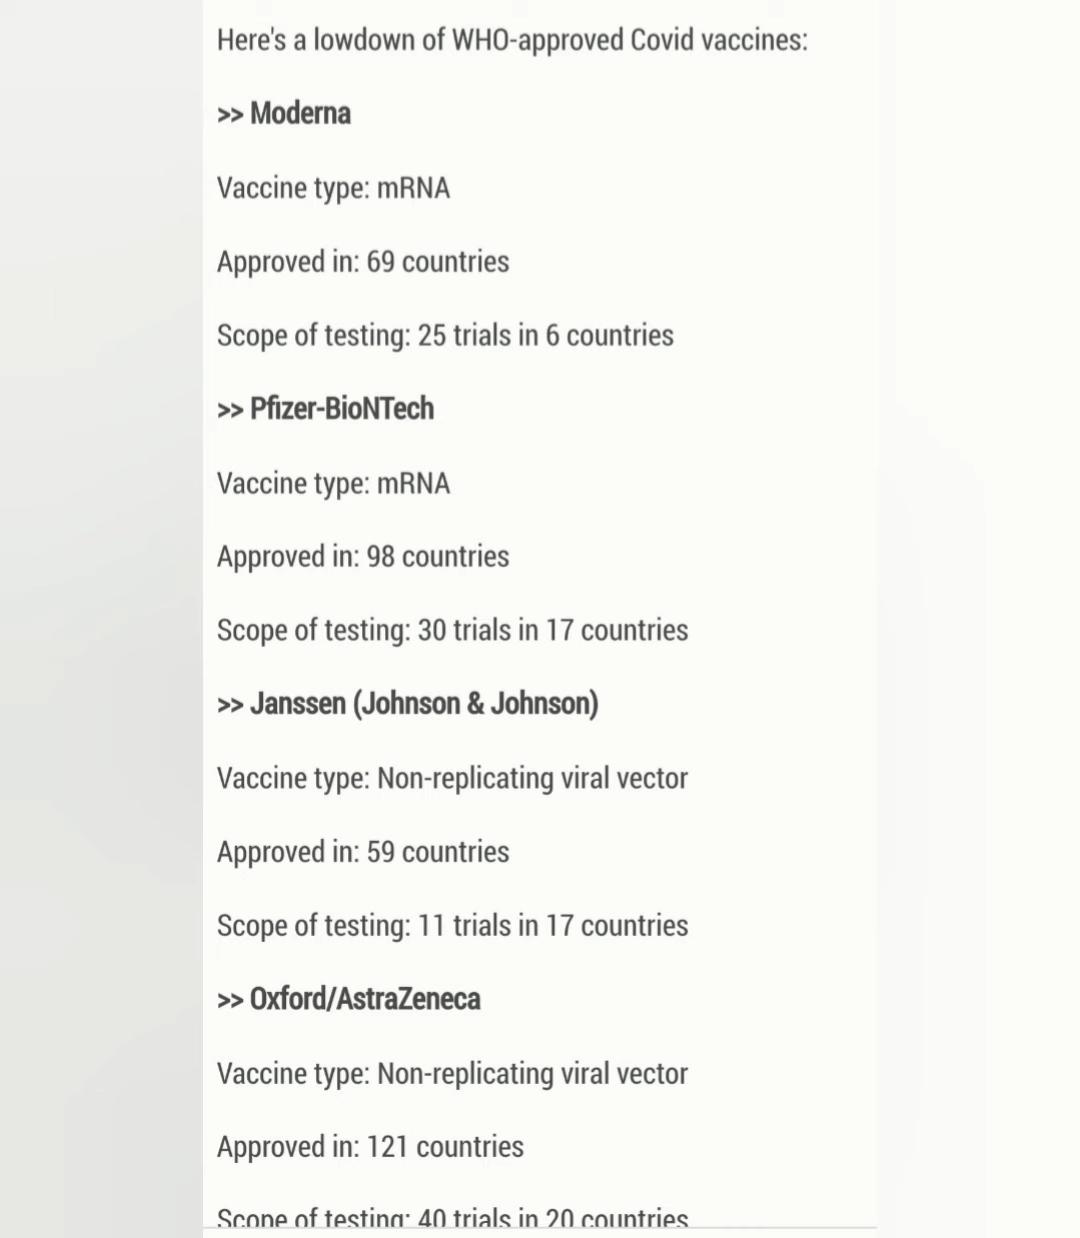 Here's a lowdown of WHO-approved Covid vaccines:
>> Moderna
Vaccine type: mRNA
Approved in: 69 countries
Scope of testing: 25 trials in 6 countries
>> Pfizer-BioNTech
Vaccine type: mRNA
Approved in: 98 countries
Scope of testing: 30 trials in 17 countries
>> Janssen (Johnson & Johnson)
Vaccine type: Non-replicating viral vector
Approved in: 59 countries
Scope of testing: 11 trials in 17 countries
>> Oxford/AstraZeneca
Vaccine type: Non-replicating viral vector
Approved in: 121 countries
Scope of testing: 40 trials in 20 countries